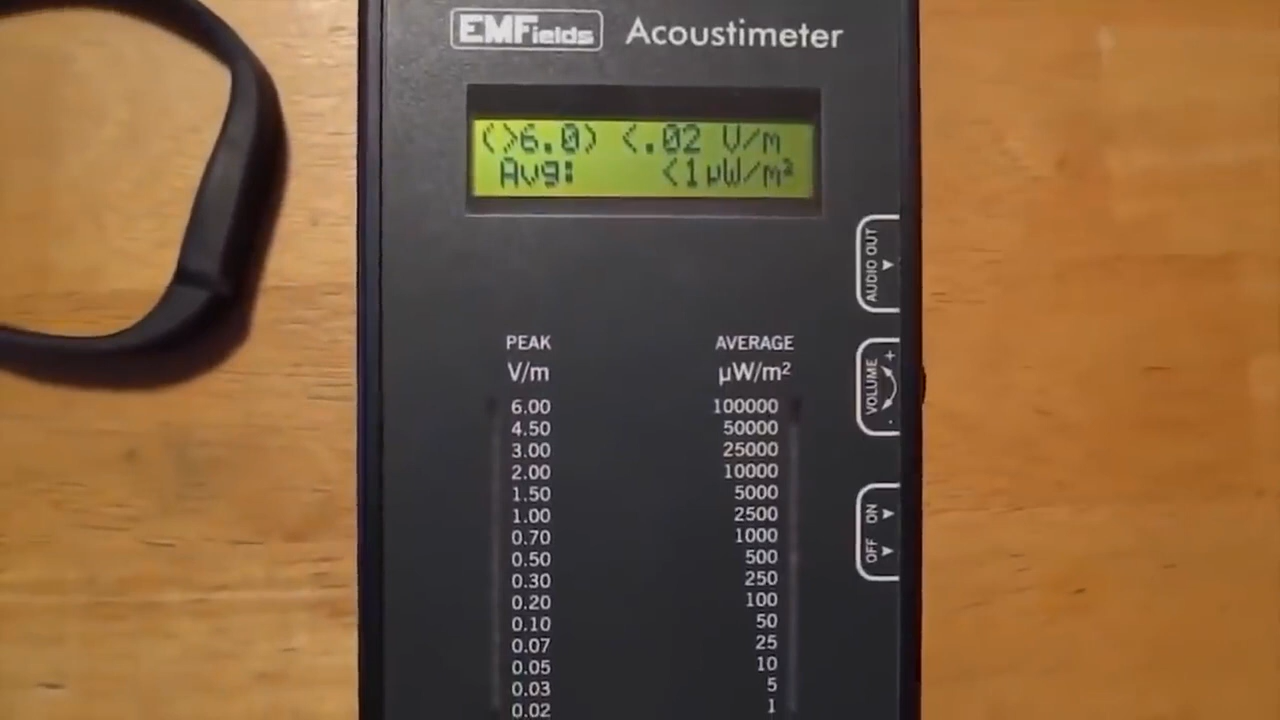 EMFields Acoustimeter
(>6.0) <.02 V/m
Avg: <1µW/m²
AUDIO OUT
PEAK AVERAGE
V/m µW/m²
VOLUME + -
6.00 100000
4.50 50000
3.00 25000
2.00 10000
1.50 5000
1.00 2500
0.70 1000
0.50 500
0.30 250
0.20 100
0.10 50
0.07 25
0.05 10
0.03 5
0.02 1
OFF ON